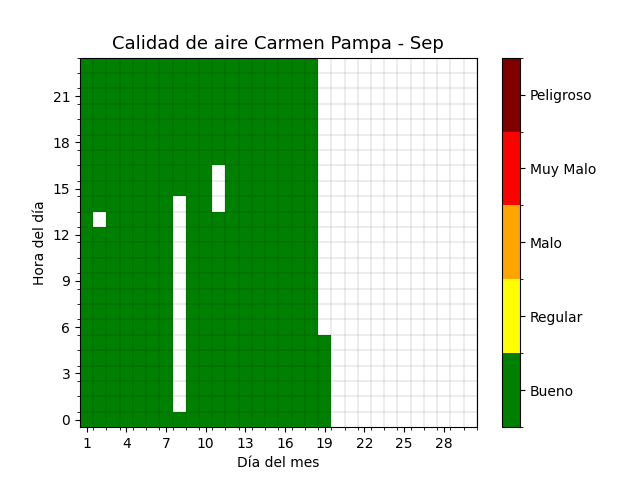 Calidad de aire Carmen Pampa - Sep
21
18
15
12
9
6
3
0
Hora del día
1 4 7 10 13 16 19 22 25 28
Día del mes
Peligroso
Muy Malo
Malo
Regular
Bueno